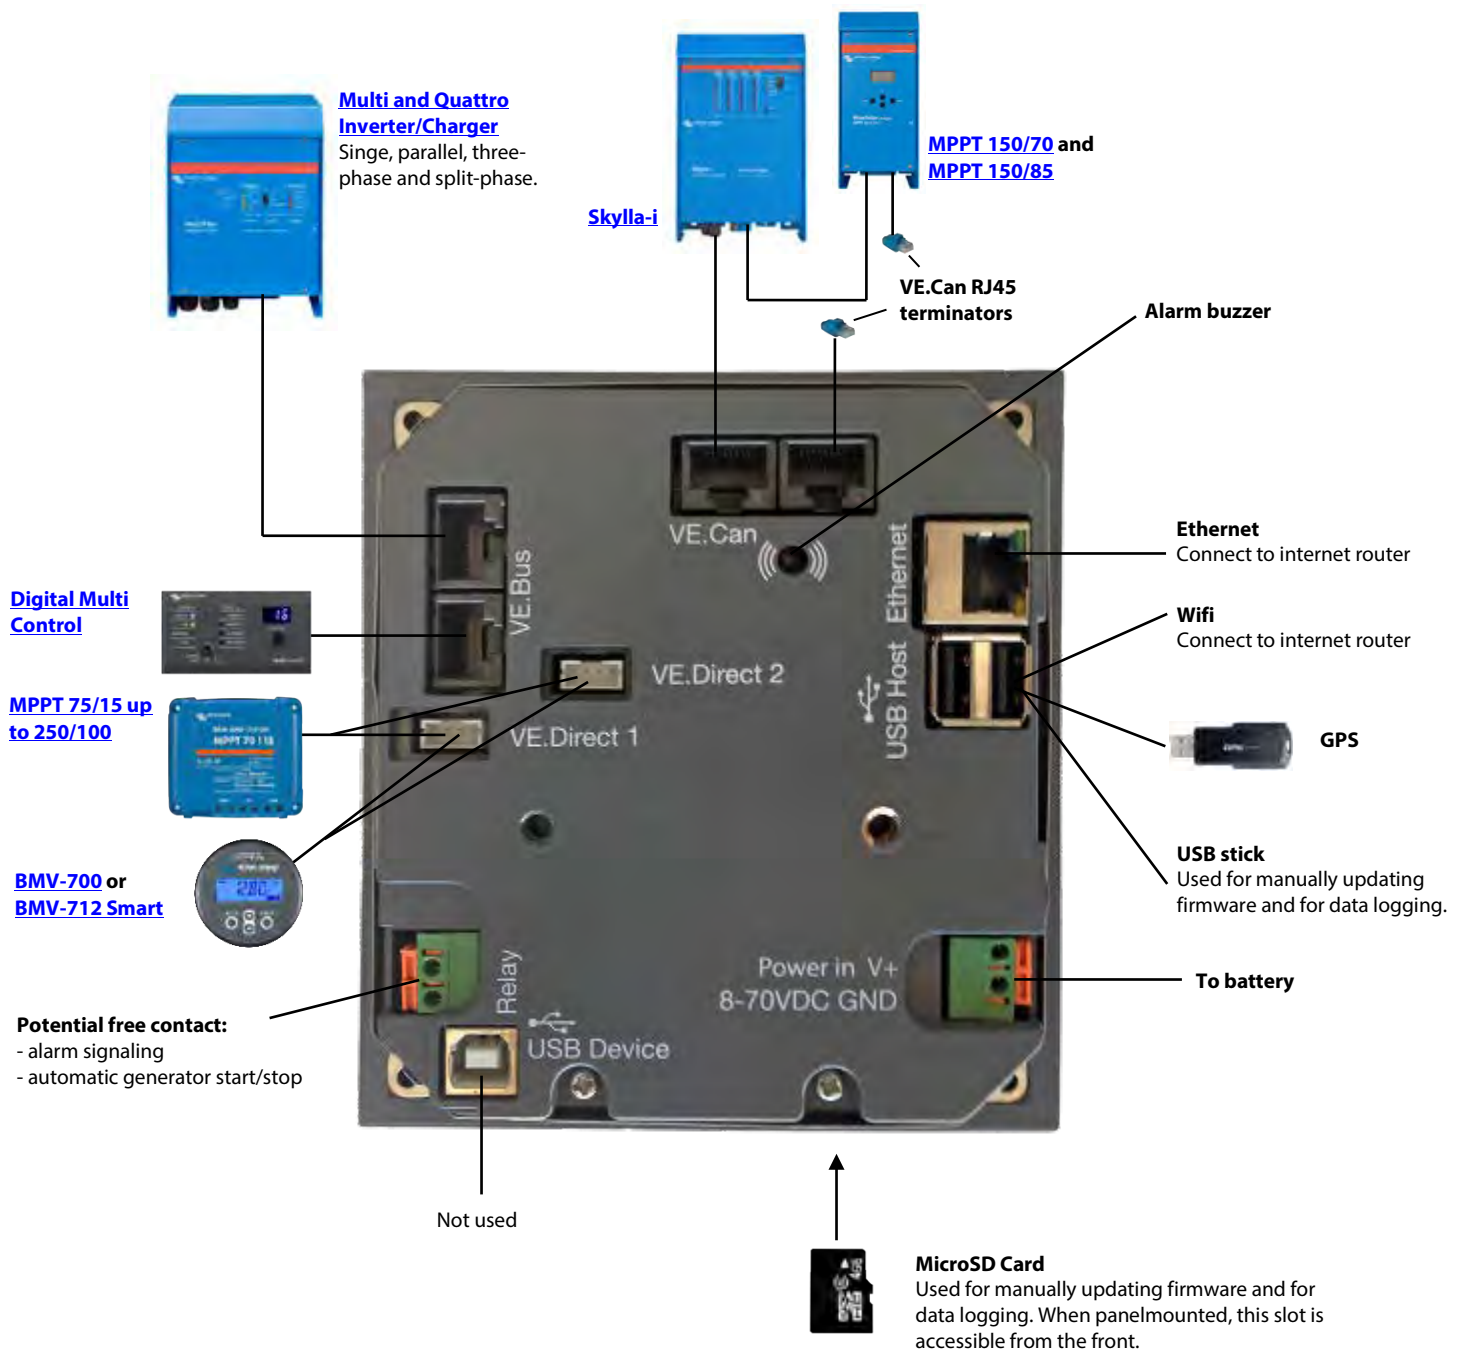 Multi and Quattro
Inverter/Charger
Singe, parallel, three-
phase and split-phase.
MPPT 150/70 and
MPPT 150/85
Skylla-i
VE.Can RJ45
terminators
Alarm buzzer
VE.Can
Ethernet
Connect to internet router
Ethernet
VE.Bus
Digital Multi
Control
16
Wifi
Connect to internet router
USB Host
VE.Direct 2
MPPT 75/15 up
to 250/100
VE.Direct 1
GPS
BMV-700 or
BMV-712 Smart
USB stick
Used for manually updating
firmware and for data logging.
Power in V+
8-70VDC GND
To battery
Relay
Potential free contact:
- alarm signaling
- automatic generator start/stop
USB Device
Not used
4GB
MicroSD Card
Used for manually updating firmware and for
data logging. When panelmounted, this slot is
accessible from the front.